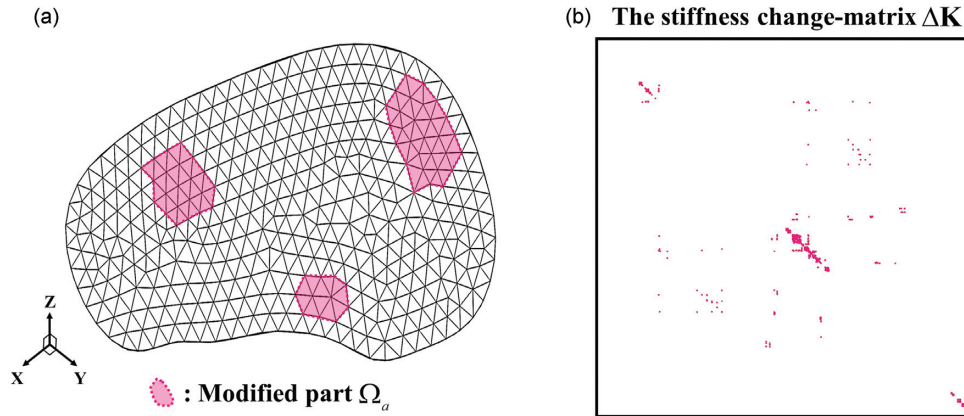 (a)
(b) The stiffness change-matrix ΔK
Z
X Y
: Modified part Ωₐ